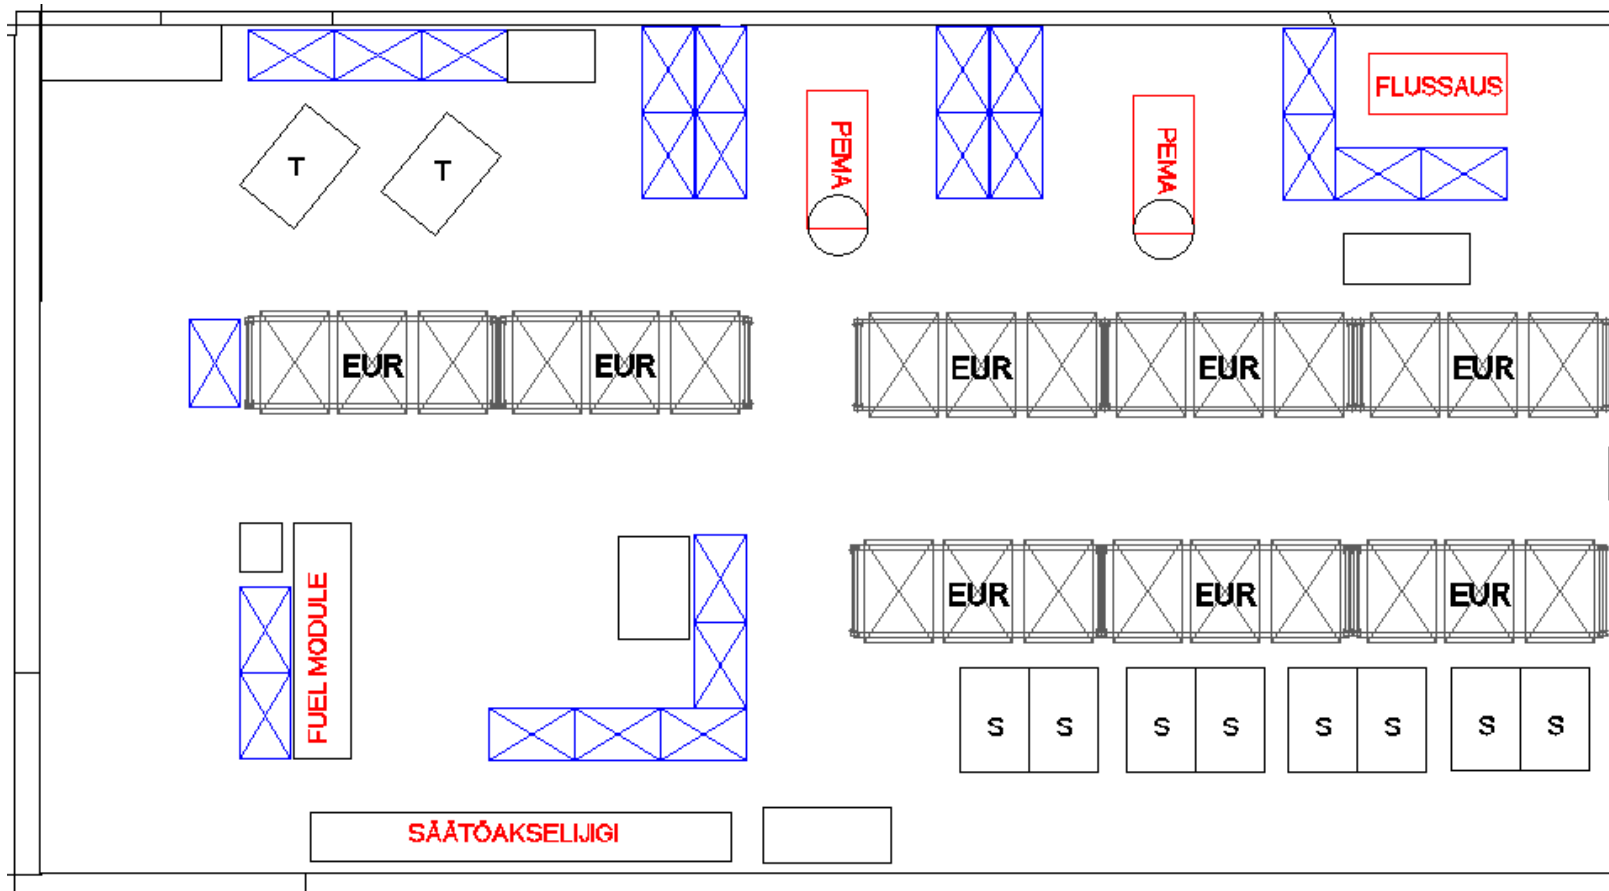 FLUSSAUS
PEMA
PEMA
T
T
EUR
EUR
EUR
EUR
EUR
EUR
EUR
EUR
FUEL MODULE
S
S
S
S
S
S
S
S
SÄÄTÖAKSELIJIGI